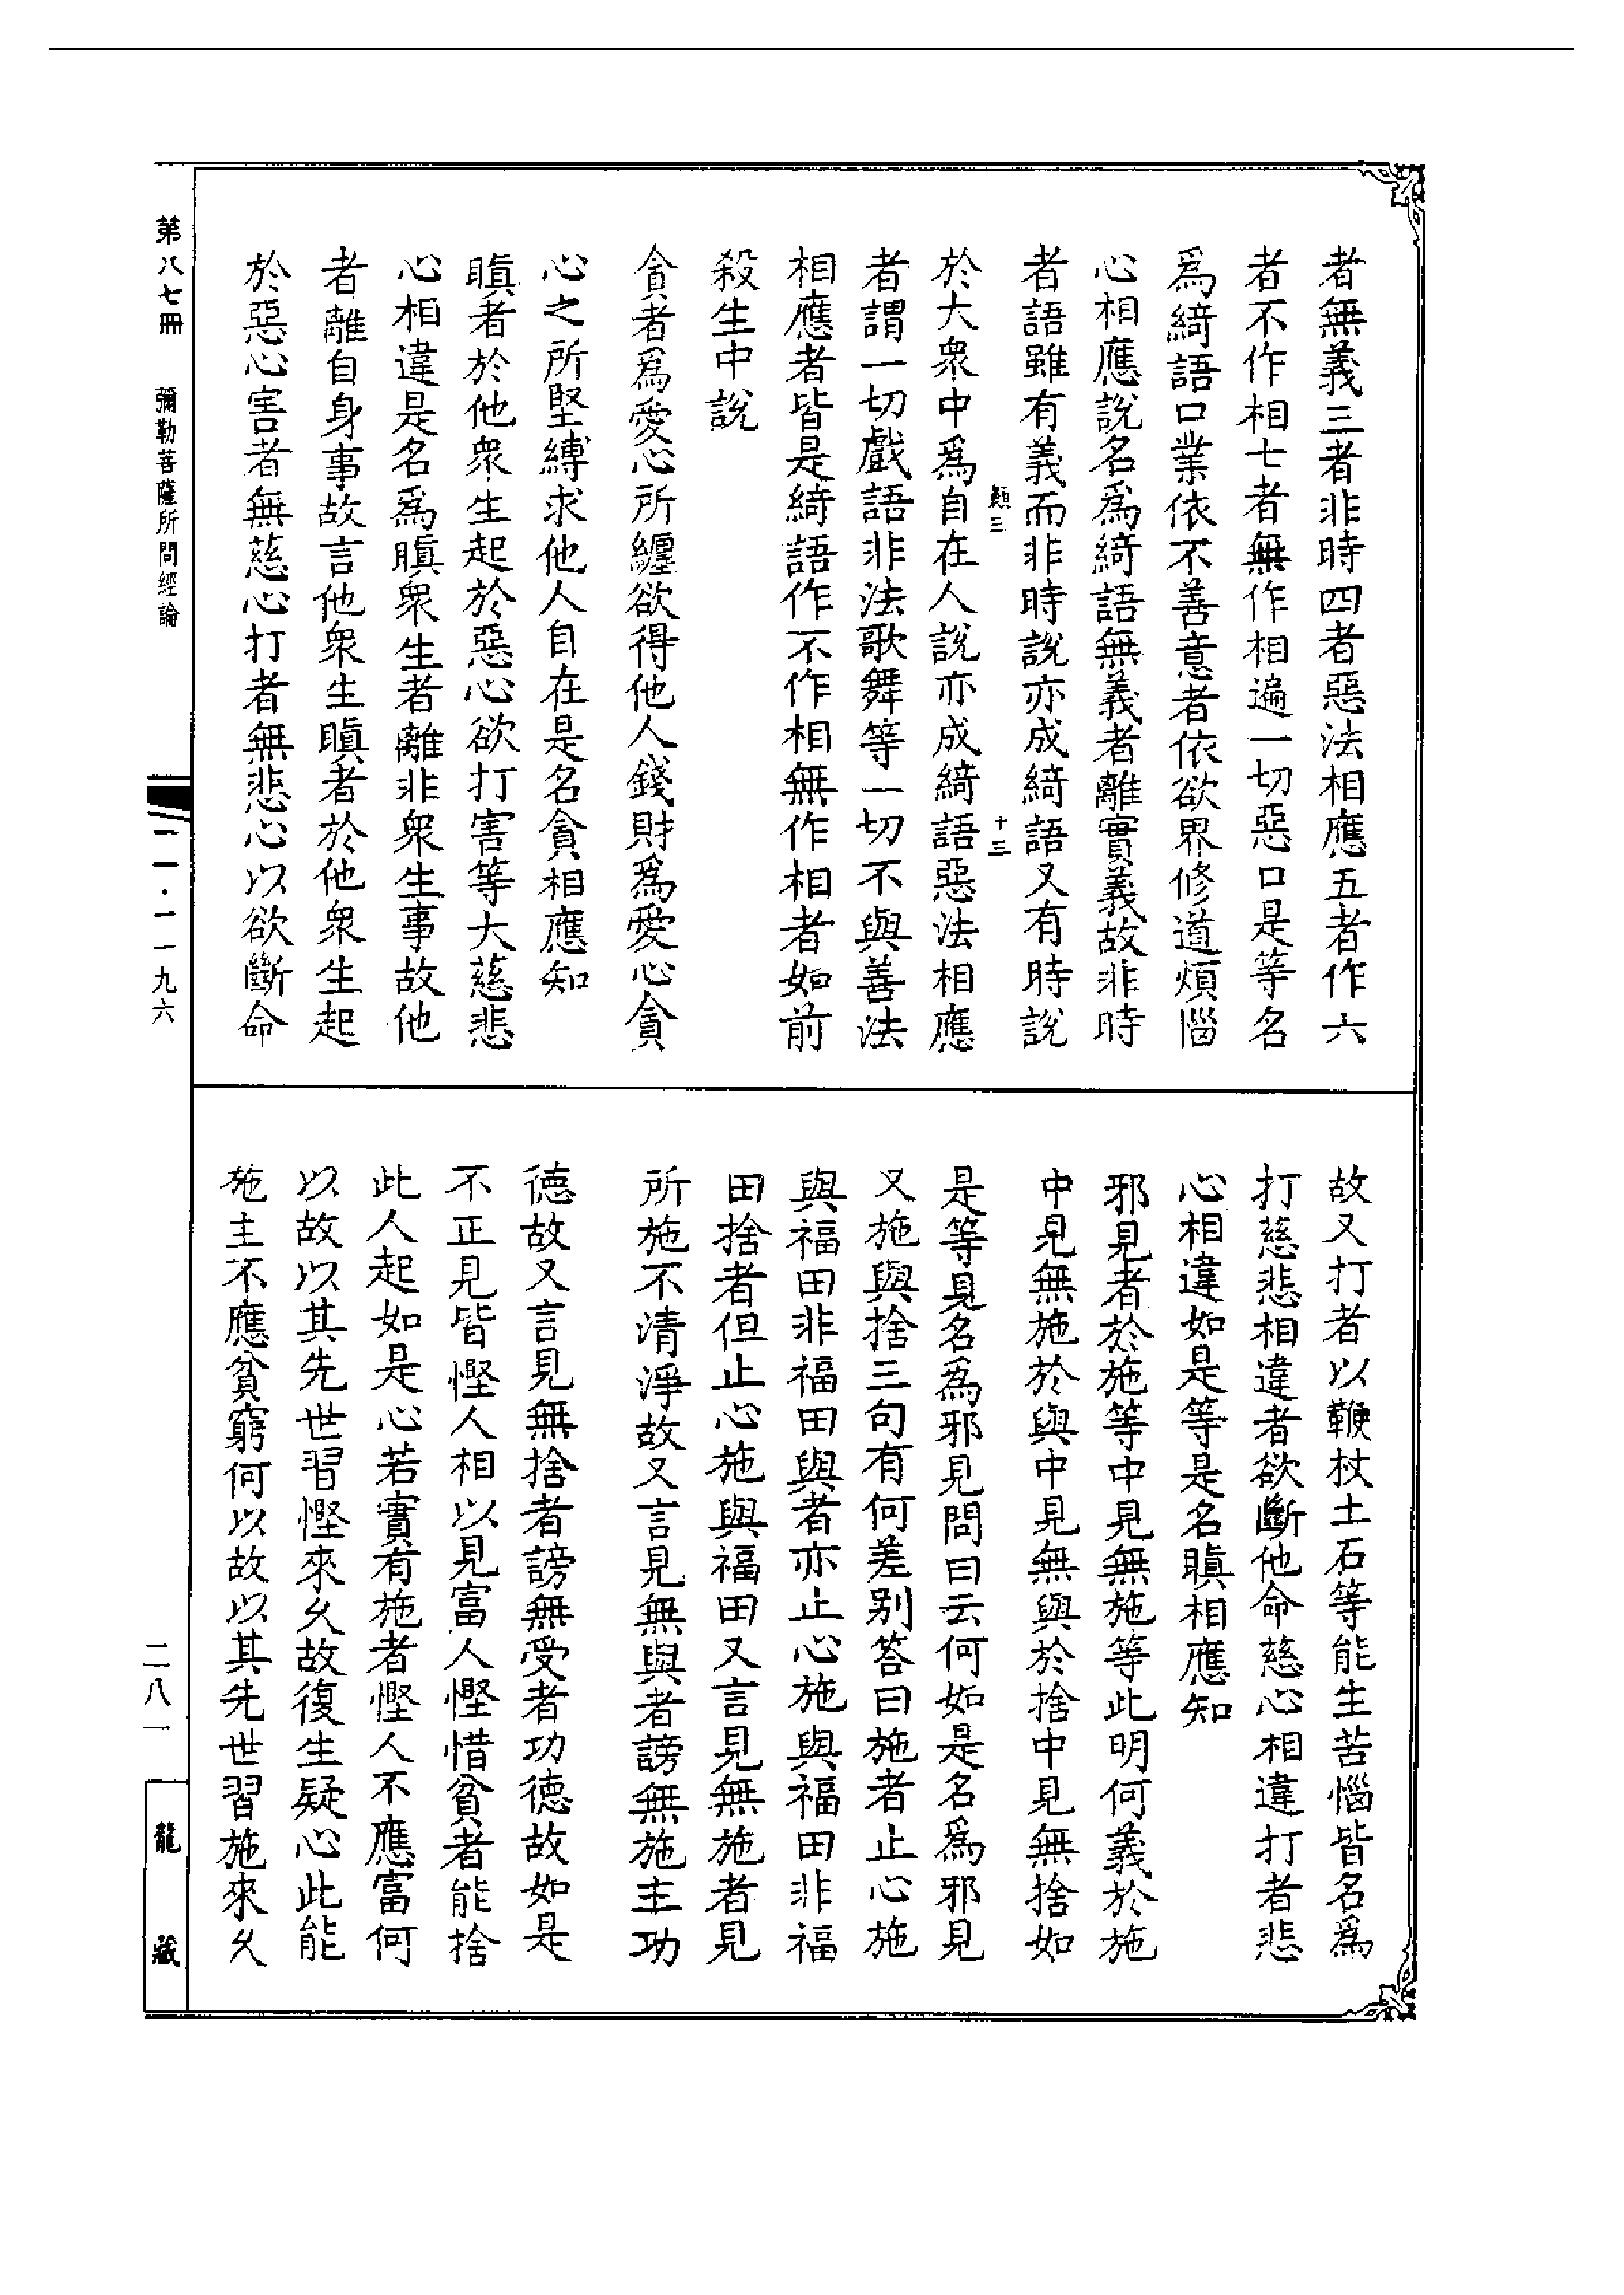 者無義三者非時四者惡法相應五者作六
者不作相七者無作相遍一切惡口是等名
爲綺語口業依不善意者依欲界修道煩惱
心相應說名爲綺語無義者離實義故非時
者語雖有義而非時說亦成綺語又有時說
顛三 十三
於大衆中爲自在人說亦成綺語惡法相應
者謂一切戲語非法歌舞等一切不與善法
相應者皆是綺語作不作相無作相者如前
殺生中說
貪者爲愛心所纏欲得他人錢財爲愛心貪
心之所堅縛求他人自在是名貪相應知
瞋者於他衆生起於惡心欲打害等大慈悲
心相違是名爲瞋衆生者離非衆生事故他
者離自身事故言他衆生瞋者於他衆生起
於惡心害者無慈心打者無悲心以欲斷命
故又打者以鞭杖土石等能生苦惱皆名爲
打慈悲相違者欲斷他命慈心相違打者悲
心相違如是等是名瞋相應知
邪見者於施等中見無施等此明何義於施
中見無施於與中見無與於捨中見無捨如
是等見名爲邪見問曰云何如是名爲邪見
又施與捨三句有何差别答曰施者止心施
與福田非福田與者亦止心施與福田非福
田捨者但止心施與福田又言見無施者見
所施不清淨故又言見無與者謗無施主功
德故又言見無捨者謗無受者功德故如是
不正見皆慳人相以見富人慳惜貧者能捨
此人起如是心若實有施者慳人不應富何
以故以其先世習慳來久故復生疑心此能
施主不應貧窮何以故以其先世習施來久
第八七冊 彌勒菩薩所問經論
一二一·一一九六
二八一
龍藏